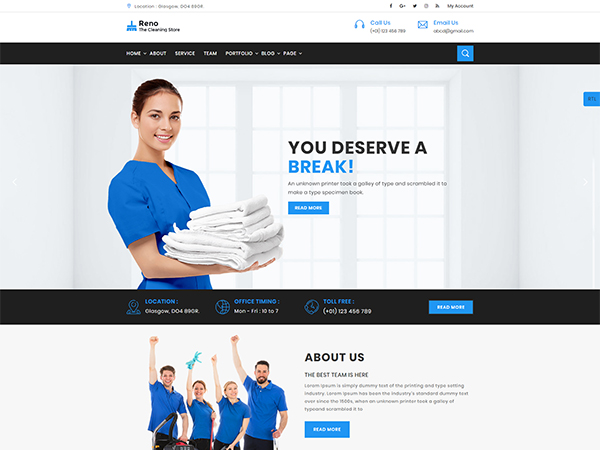 Location : Glasgow, DO4 89GR.
My Account
Reno
The Cleaning Store
Call Us
(+01) 123 456 789
Email Us
abcd@gmail.com
HOME ABOUT SERVICE TEAM PORTFOLIO BLOG PAGE
RTL
YOU DESERVE A
BREAK!
An unknown printer took a galley of type and scrambled it to
make a type specimen book.
READ MORE
LOCATION :
Glasgow, DO4 89GR.
OFFICE TIMING :
Mon - Fri : 10 to 7
TOLL FREE :
(+01) 123 456 789
READ MORE
ABOUT US
THE BEST TEAM IS HERE
Lorem Ipsum is simply dummy text of the printing and type setting
industry. Lorem Ipsum has been the industry's standard dummy text
ever since the 1500s, when an unknown printer took a galley of
typeand scrambled it to
READ MORE